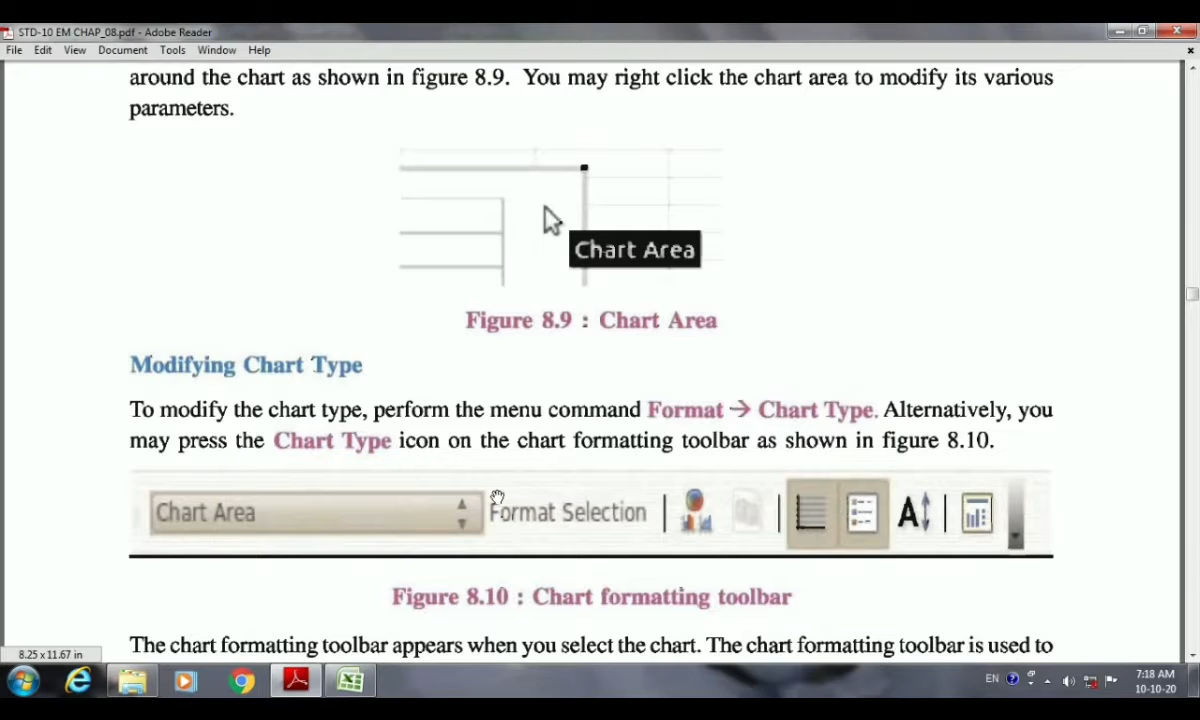 STD-10 EM CHAP_08.pdf - Adobe Reader
File Edit View Document Tools Window Help
around the chart as shown in figure 8.9. You may right click the chart area to modify its various
parameters.
Chart Area
Figure 8.9 : Chart Area
Modifying Chart Type
To modify the chart type, perform the menu command Format → Chart Type. Alternatively, you
may press the Chart Type icon on the chart formatting toolbar as shown in figure 8.10.
Chart Area Format Selection A
Figure 8.10 : Chart formatting toolbar
The chart formatting toolbar appears when you select the chart. The chart formatting toolbar is used to
8.25 x 11.67 in
EN 7:18 AM
10-10-20